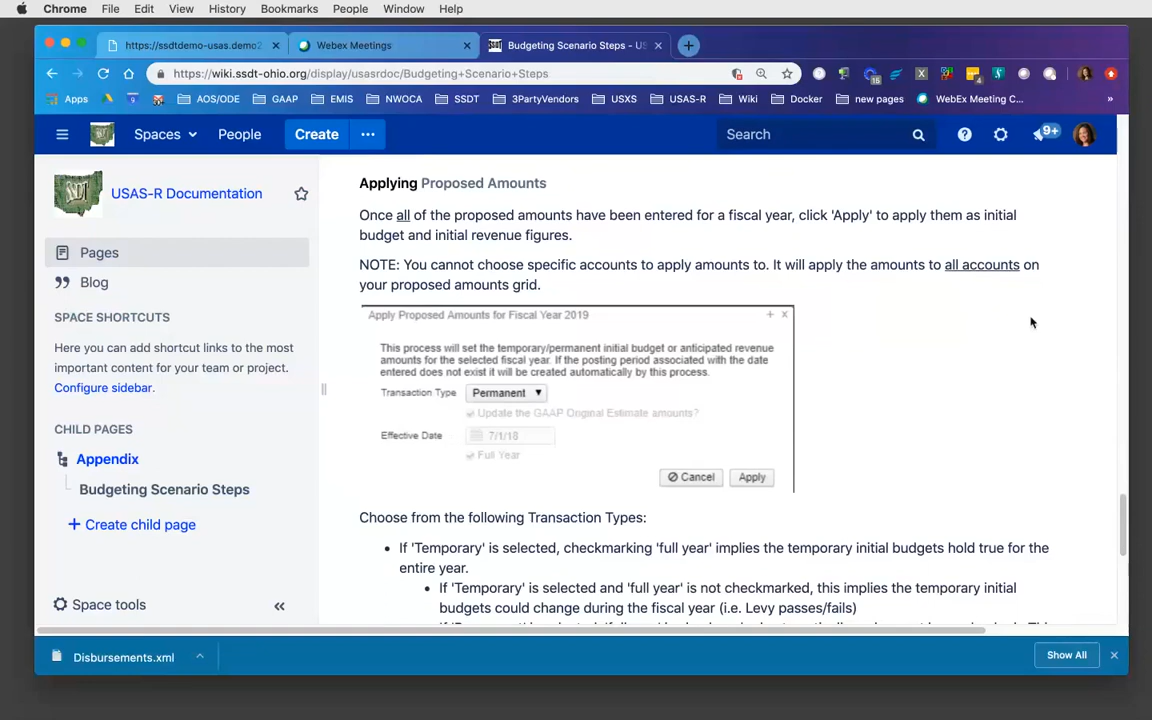 Chrome File Edit View History Bookmarks People Window Help
https://ssdtdemo-usas.demo2 Webex Meetings Budgeting Scenario Steps - US
https://wiki.ssdt-ohio.org/display/usasrdoc/Budgeting+Scenario+Steps
Apps AOS/ODE GAAP EMIS NWOCA SSDT 3PartyVendors USXS USAS-R Wiki Docker new pages WebEx Meeting C... »
Spaces People Create ••• Search 9+
USAS-R Documentation
Pages
Blog
SPACE SHORTCUTS
Here you can add shortcut links to the most
important content for your team or project.
Configure sidebar.
CHILD PAGES
Appendix
Budgeting Scenario Steps
+ Create child page
Space tools «
Applying Proposed Amounts
Once all of the proposed amounts have been entered for a fiscal year, click 'Apply' to apply them as initial
budget and initial revenue figures.
NOTE: You cannot choose specific accounts to apply amounts to. It will apply the amounts to all accounts on
your proposed amounts grid.
Apply Proposed Amounts for Fiscal Year 2019 + x
This process will set the temporary/permanent initial budget or anticipated revenue
amounts for the selected fiscal year. If the posting period associated with the date
entered does not exist it will be created automatically by this process.
Transaction Type Permanent
Update the GAAP Original Estimate amounts?
Effective Date 7/1/18
Full Year
Cancel Apply
Choose from the following Transaction Types:
• If 'Temporary' is selected, checkmarking 'full year' implies the temporary initial budgets hold true for the
entire year.
• If 'Temporary' is selected and 'full year' is not checkmarked, this implies the temporary initial
budgets could change during the fiscal year (i.e. Levy passes/fails)
Disbursements.xml Show All